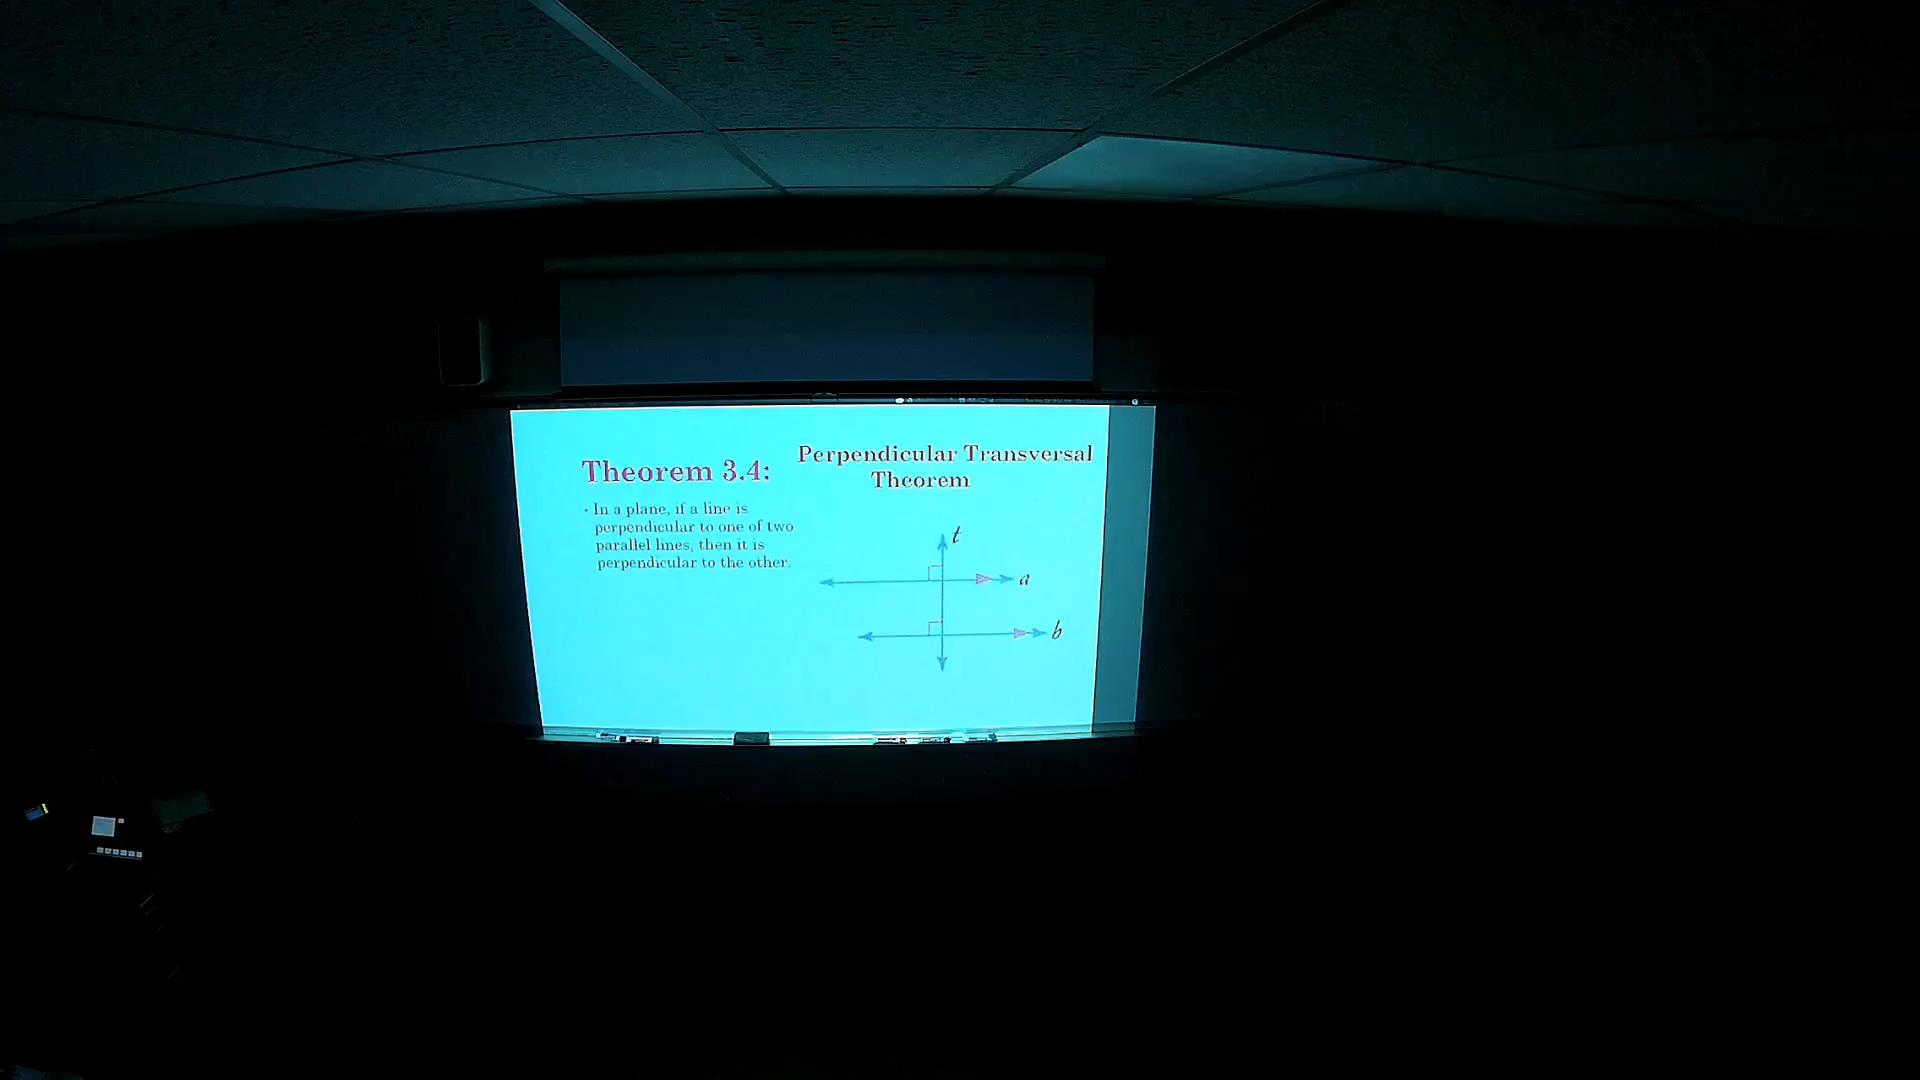 Theorem 3.4:
Perpendicular Transversal
Theorem
· In a plane, if a line is
perpendicular to one of two
parallel lines, then it is
perpendicular to the other.
t
a
b